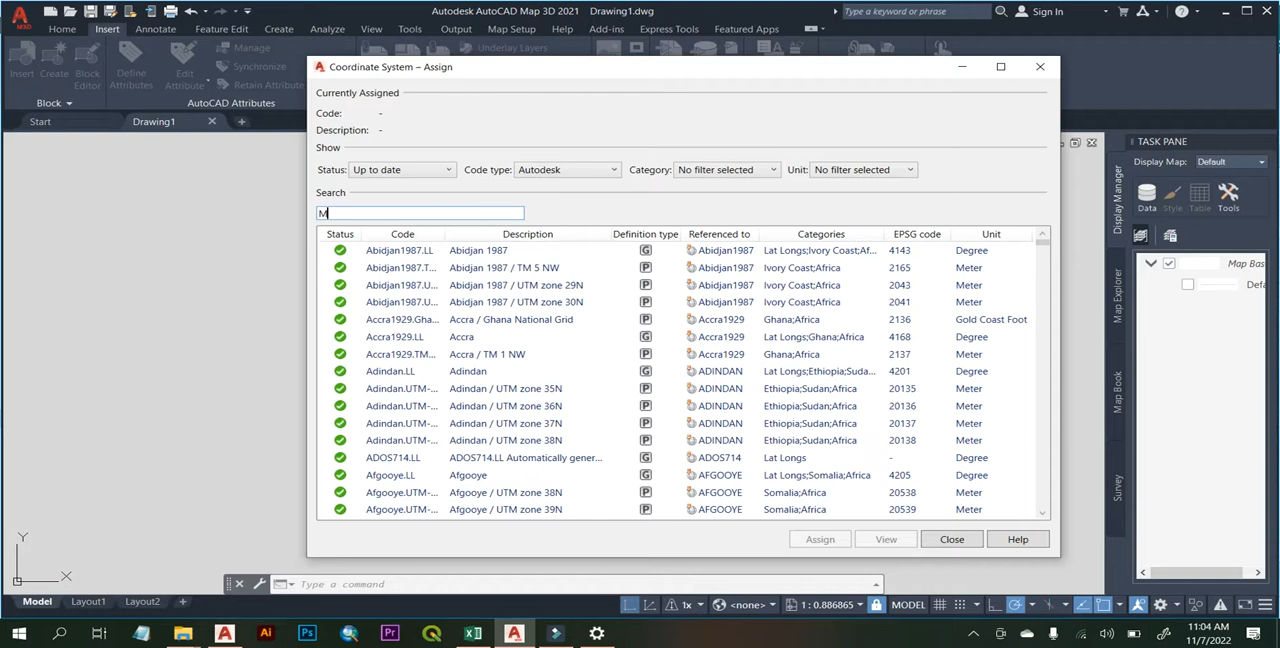 Autodesk AutoCAD Map 3D 2021 Drawing1.dwg
Type a keyword or phrase
Sign In
Home Insert Annotate Feature Edit Create Analyze View Tools Output Map Setup Help Add-ins Express Tools Featured Apps
Underlay Layers
Insert Create Block Editor
Define Attributes
Edit Attribute
Manage
Synchronize
Retain Attribute
Block
AutoCAD Attributes
Start
Drawing1
Coordinate System – Assign
Currently Assigned
Code: -
Description: -
Show
Status: Up to date Code type: Autodesk Category: No filter selected Unit: No filter selected
Search
M
Status Code Description Definition type Referenced to Categories EPSG code Unit
Abidjan1987.LL Abidjan 1987 G Abidjan1987 Lat Longs;Ivory Coast;Af... 4143 Degree
Abidjan1987.T... Abidjan 1987 / TM 5 NW P Abidjan1987 Ivory Coast;Africa 2165 Meter
Abidjan1987.U... Abidjan 1987 / UTM zone 29N P Abidjan1987 Ivory Coast;Africa 2043 Meter
Abidjan1987.U... Abidjan 1987 / UTM zone 30N P Abidjan1987 Ivory Coast;Africa 2041 Meter
Accra1929.Gha... Accra / Ghana National Grid P Accra1929 Ghana;Africa 2136 Gold Coast Foot
Accra1929.LL Accra G Accra1929 Lat Longs;Ghana;Africa 4168 Degree
Accra1929.TM... Accra / TM 1 NW P Accra1929 Ghana;Africa 2137 Meter
Adindan.LL Adindan G ADINDAN Lat Longs;Ethiopia;Suda... 4201 Degree
Adindan.UTM-... Adindan / UTM zone 35N P ADINDAN Ethiopia;Sudan;Africa 20135 Meter
Adindan.UTM-... Adindan / UTM zone 36N P ADINDAN Ethiopia;Sudan;Africa 20136 Meter
Adindan.UTM-... Adindan / UTM zone 37N P ADINDAN Ethiopia;Sudan;Africa 20137 Meter
Adindan.UTM-... Adindan / UTM zone 38N P ADINDAN Ethiopia;Sudan;Africa 20138 Meter
ADOS714.LL ADOS714.LL Automatically gener... G ADOS714 Lat Longs - Degree
Afgooye.LL Afgooye G AFGOOYE Lat Longs;Somalia;Africa 4205 Degree
Afgooye.UTM-... Afgooye / UTM zone 38N P AFGOOYE Somalia;Africa 20538 Meter
Afgooye.UTM-... Afgooye / UTM zone 39N P AFGOOYE Somalia;Africa 20539 Meter
Assign View Close Help
TASK PANE
Display Map: Default
Data Style Table Tools
Map Bas
Defa
Display Manager
Map Explorer
Map Book
Survey
Y
X
Type a command
Model Layout1 Layout2
1x <none> 1 : 0.886865 MODEL
Ai Ps Pr
11:04 AM
11/7/2022